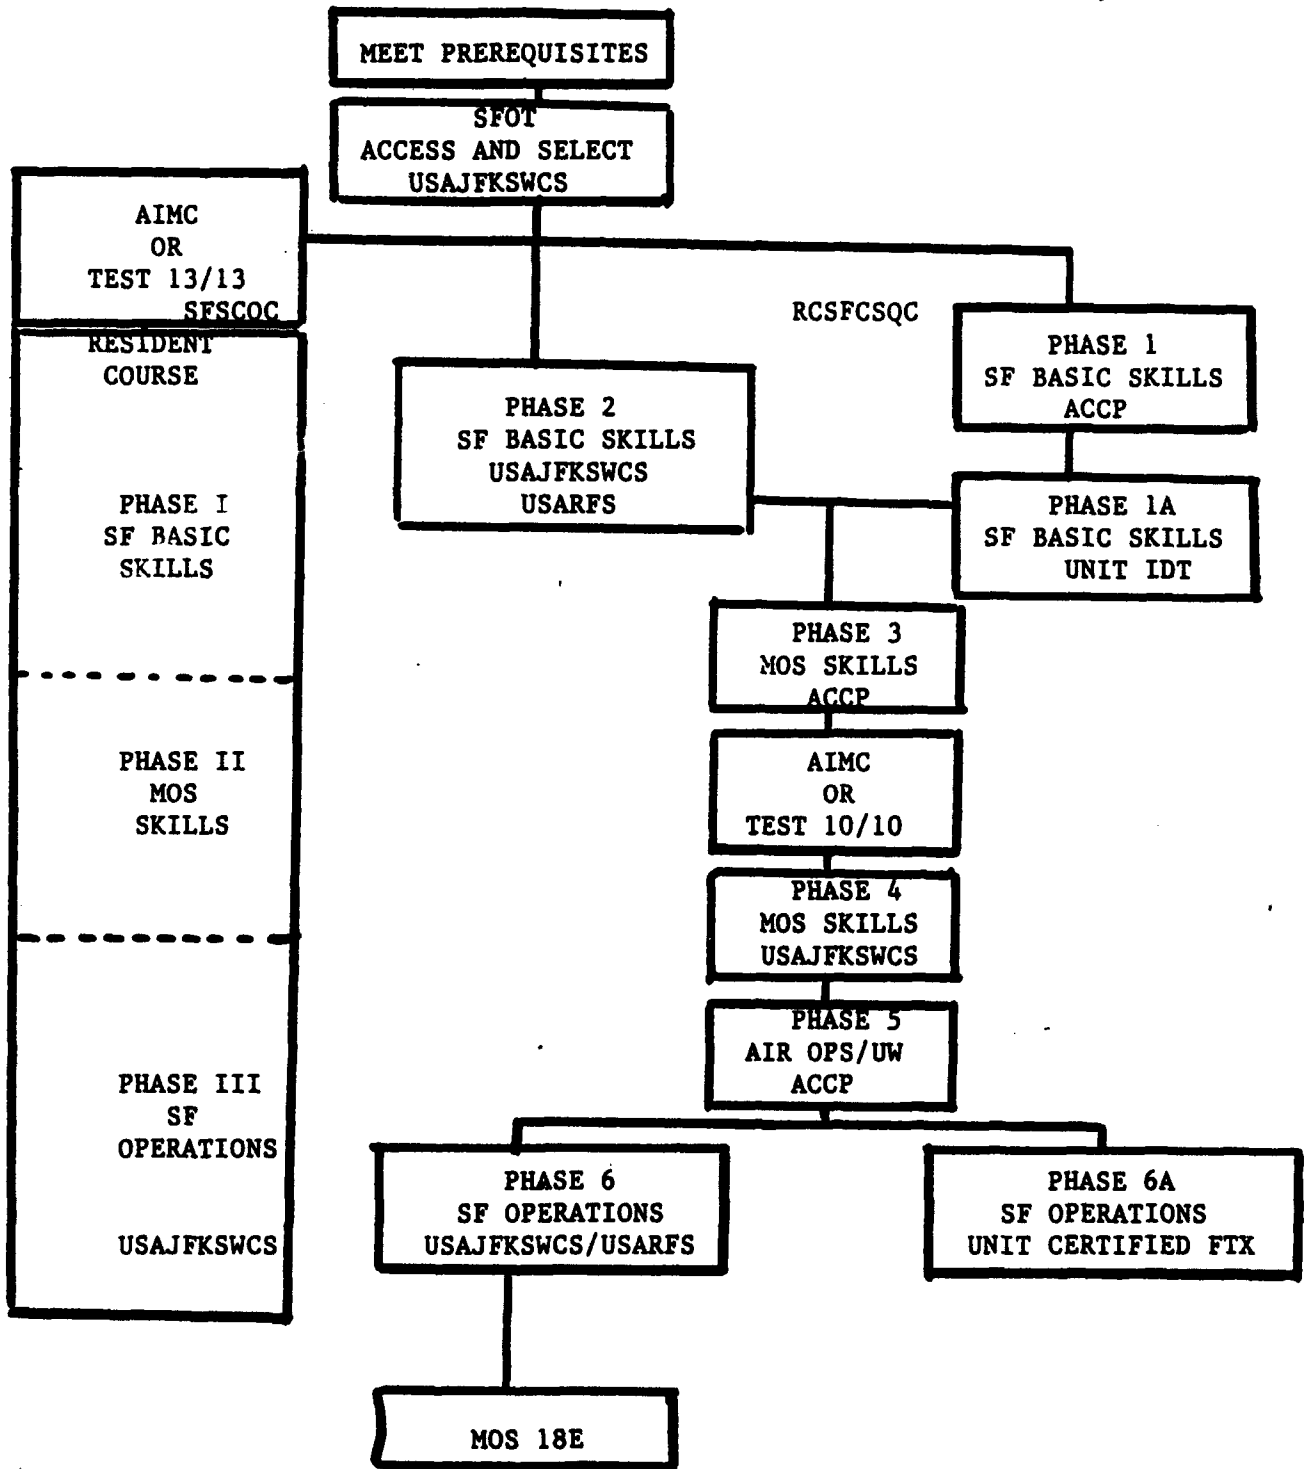 MEET PREREQUISITES
SFOT
ACCESS AND SELECT
USAJFKSWCS
AIMC
OR
TEST 13/13
SFSCOC
RESIDENT
COURSE
PHASE I
SF BASIC
SKILLS
PHASE II
MOS
SKILLS
PHASE III
SF
OPERATIONS
USAJFKSWCS
RCSFCSQC
PHASE 1
SF BASIC SKILLS
ACCP
PHASE 2
SF BASIC SKILLS
USAJFKSWCS
USARFS
PHASE 1A
SF BASIC SKILLS
UNIT IDT
PHASE 3
MOS SKILLS
ACCP
AIMC
OR
TEST 10/10
PHASE 4
MOS SKILLS
USAJFKSWCS
PHASE 5
AIR OPS/UW
ACCP
PHASE 6
SF OPERATIONS
USAJFKSWCS/USARFS
PHASE 6A
SF OPERATIONS
UNIT CERTIFIED FTX
MOS 18E